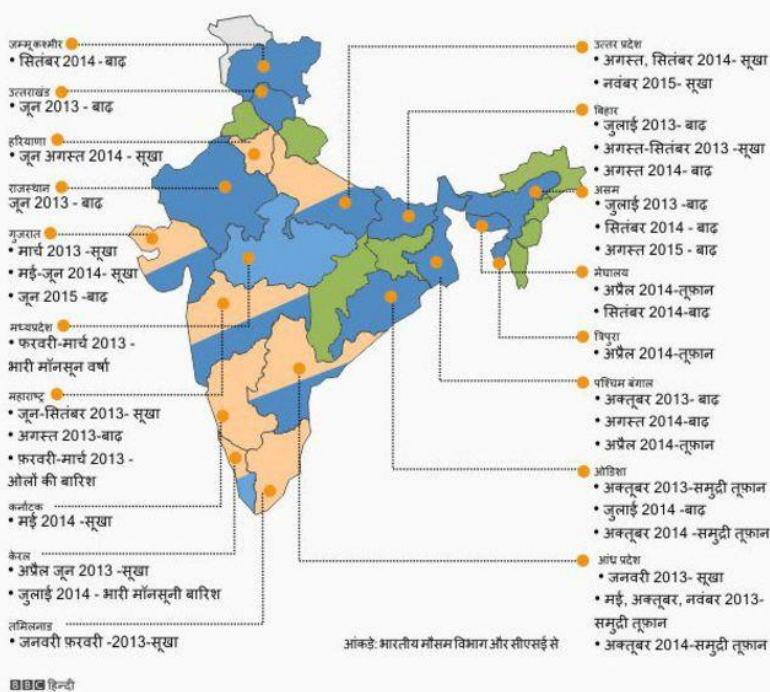 जम्मू कश्मीर
• सितंबर 2014 - बाढ़
उत्तराखंड
• जून 2013 - बाढ़
हरियाणा
• जून अगस्त 2014 - सूखा
राजस्थान
जून 2013 - बाढ़
गुजरात
• मार्च 2013 -सूखा
• मई-जून 2014- सूखा
• जून 2015 -बाढ़
मध्यप्रदेश
• फरवरी-मार्च 2013 -
भारी मॉनसून वर्षा
महाराष्ट्र
• जून-सितंबर 2013- सूखा
• अगस्त 2013-बाढ़
• फ़रवरी-मार्च 2013 -
ओलों की बारिश
कर्नाटक
• मई 2014 -सूखा
केरल
• अप्रैल जून 2013 -सूखा
• जुलाई 2014 - भारी मॉनसूनी बारिश
तमिलनाड
• जनवरी फ़रवरी -2013-सूखा
उत्तर प्रदेश
• अगस्त, सितंबर 2014- सूखा
• नवंबर 2015- सूखा
बिहार
• जुलाई 2013- बाढ़
• अगस्त-सितंबर 2013 -सूखा
• अगस्त 2014- बाढ़
असम
• जुलाई 2013 -बाढ़
• सितंबर 2014 - बाढ़
• अगस्त 2015 - बाढ़
मेघालय
• अप्रैल 2014-तूफ़ान
• सितंबर 2014-बाढ़
त्रिपुरा
• अप्रैल 2014-तूफ़ान
पश्चिम बंगाल
• अक्तूबर 2013- बाढ़
• अगस्त 2014-बाढ़
• अप्रैल 2014-तूफ़ान
ओडिशा
• अक्तूबर 2013-समुद्री तूफ़ान
• जुलाई 2014 -बाढ़
• अक्तूबर 2014 -समुद्री तूफ़ान
आंध्र प्रदेश
• जनवरी 2013- सूखा
• मई, अक्तूबर, नवंबर 2013-
समुद्री तूफ़ान
• अक्तूबर 2014-समुद्री तूफ़ान
आंकड़े: भारतीय मौसम विभाग और सीएसई से
BBC हिन्दी